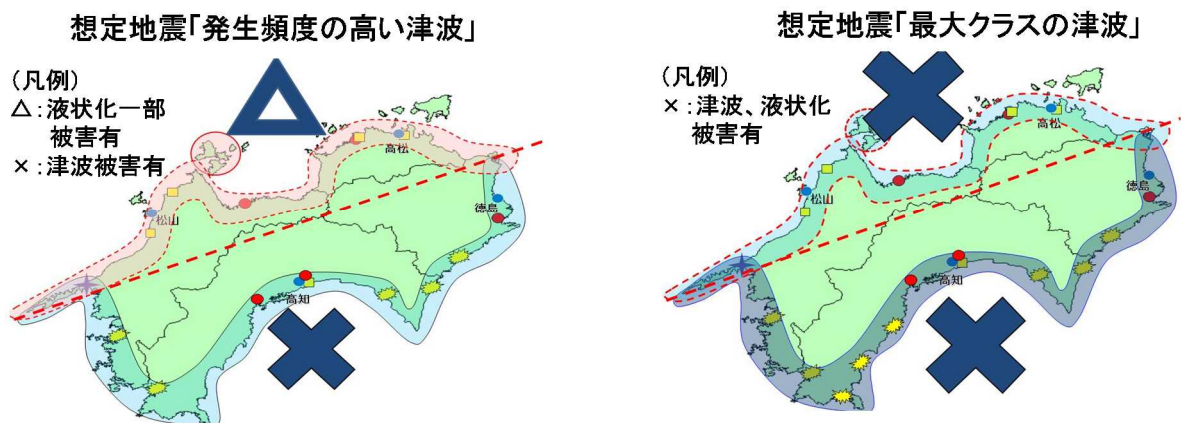 想定地震「発生頻度の高い津波」
(凡例)
△:液状化一部
被害有
×:津波被害有
高松
徳島
松山
高知
想定地震「最大クラスの津波」
(凡例)
×:津波、液状化
被害有
高松
徳島
松山
高知